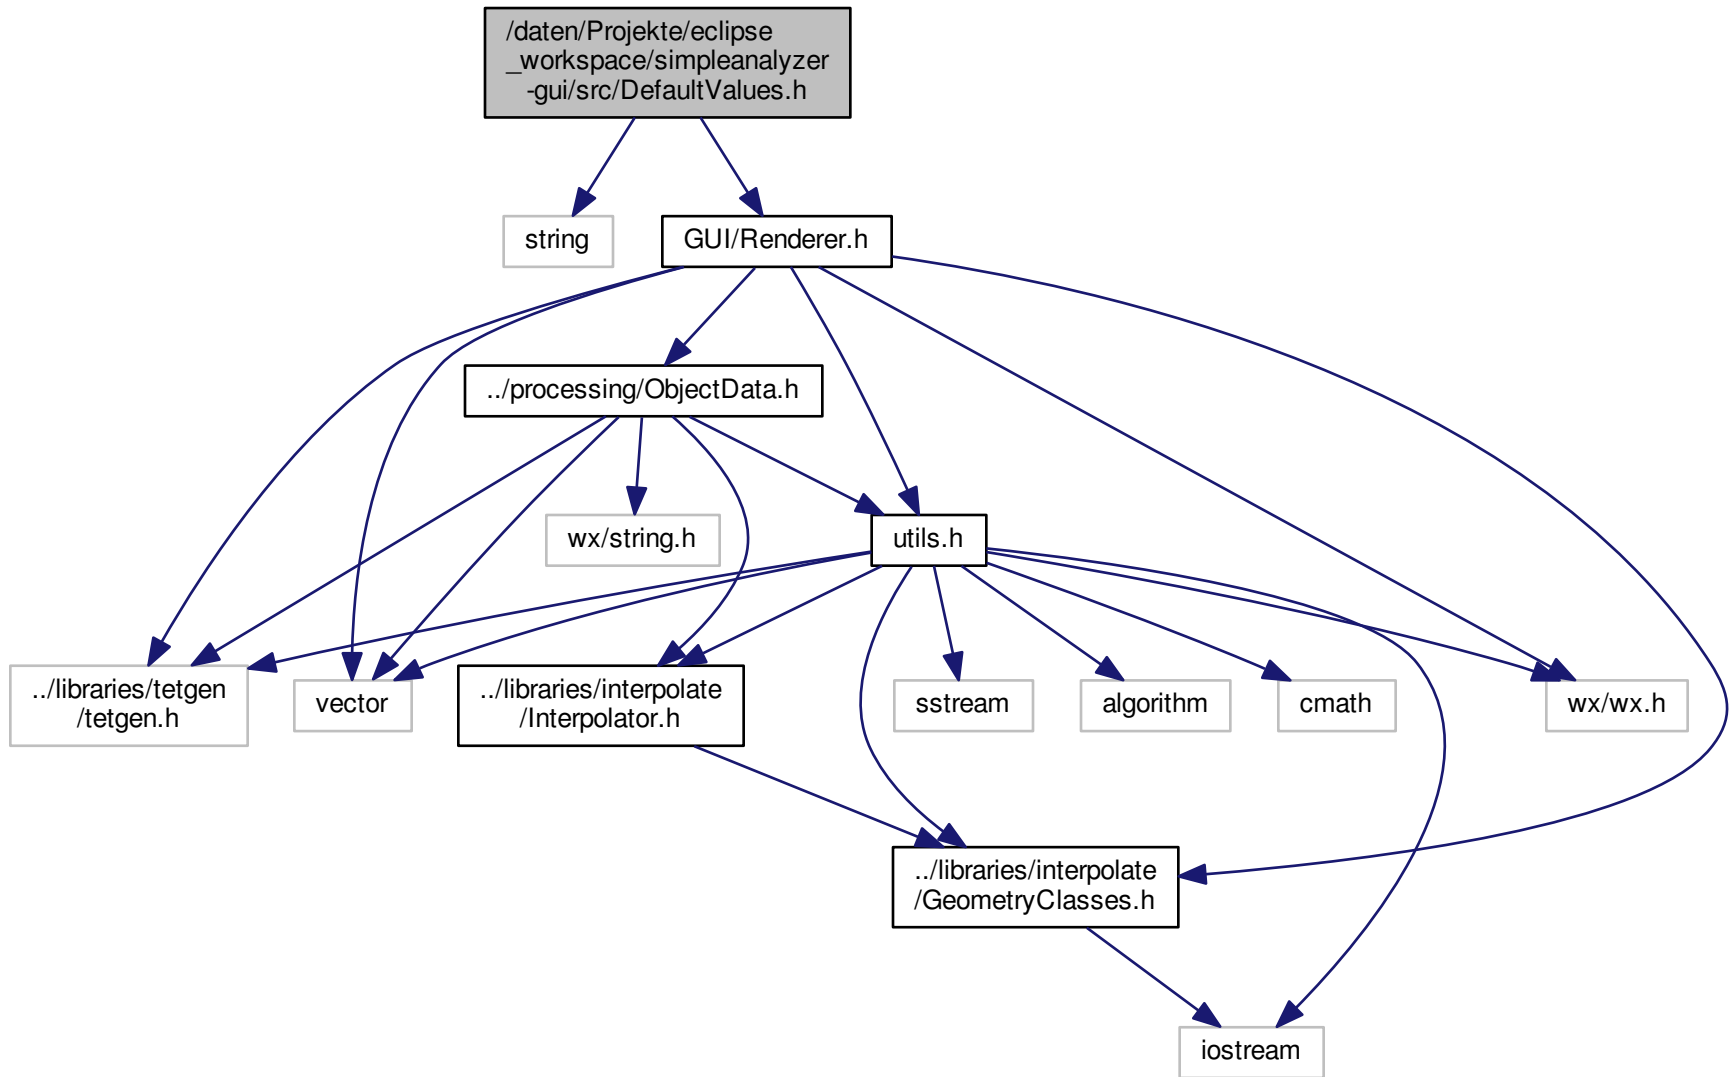 /daten/Projekte/eclipse
_workspace/simpleanalyzer
-gui/src/DefaultValues.h
string
GUI/Renderer.h
../processing/ObjectData.h
wx/string.h
utils.h
../libraries/tetgen
/tetgen.h
vector
../libraries/interpolate
/Interpolator.h
sstream
algorithm
cmath
wx/wx.h
../libraries/interpolate
/GeometryClasses.h
iostream